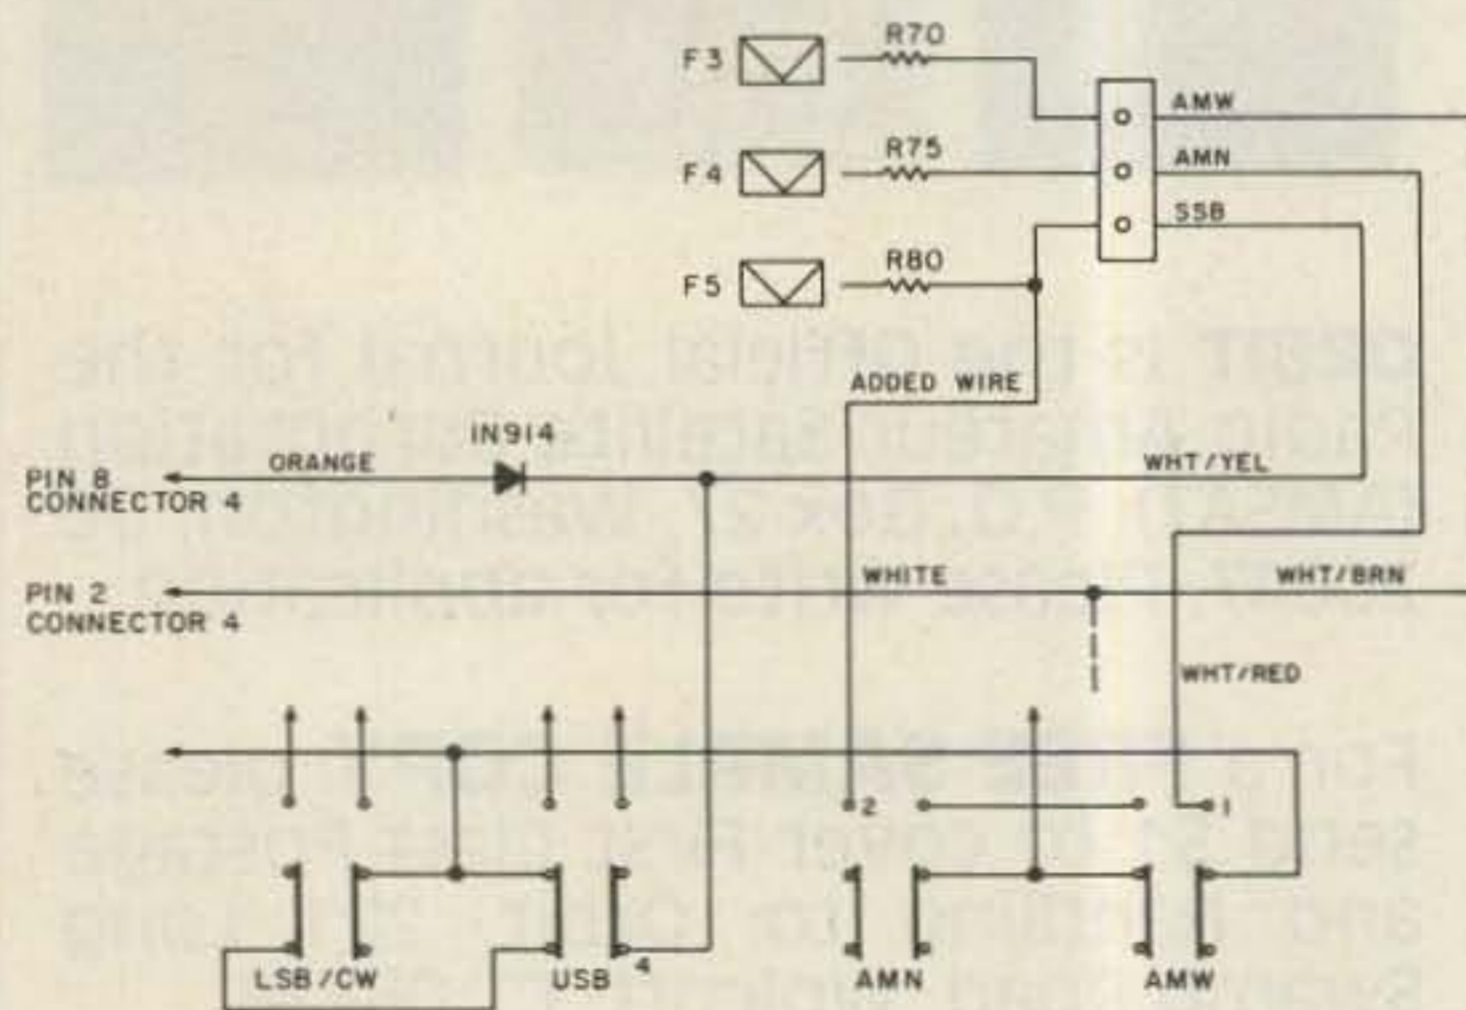 F3
R70
AMW
F4
R75
AMN
SSB
F5
R80
ADDED WIRE
IN914
ORANGE
WHT/YEL
PIN 8
CONNECTOR 4
WHITE
WHT/BRN
PIN 2
CONNECTOR 4
WHT/RED
2
1
4
LSB/CW
USB
AMN
AMW